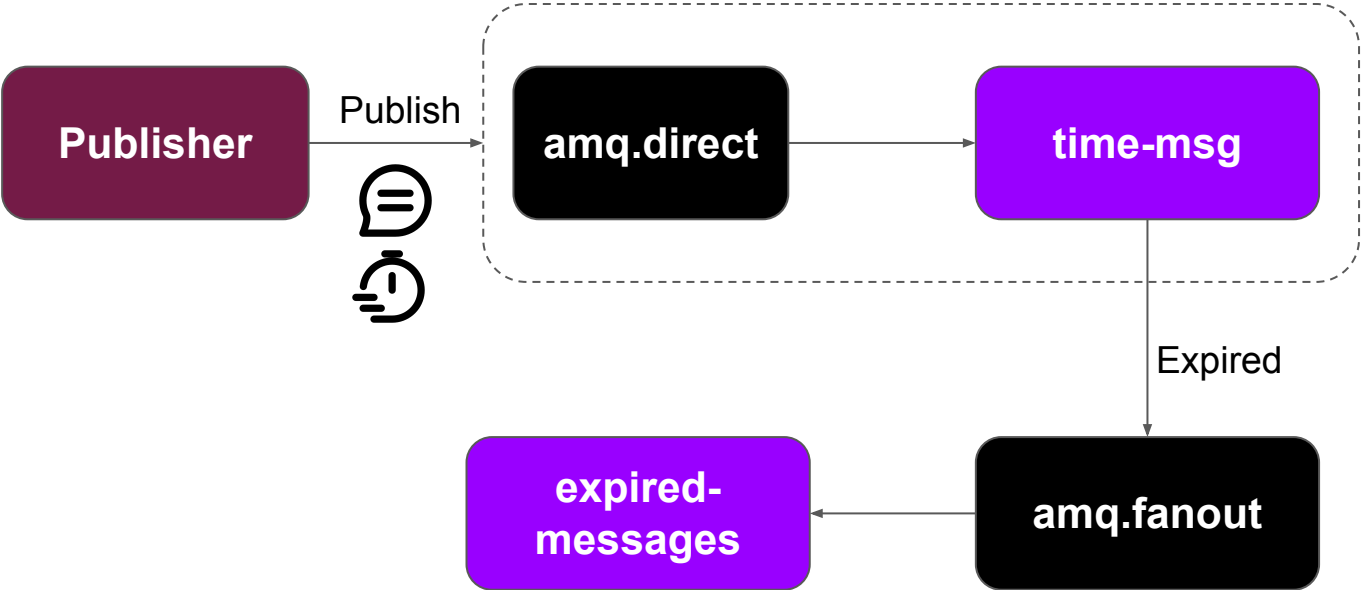 Publisher
Publish
amq.direct
time-msg
Expired
expired-
messages
amq.fanout